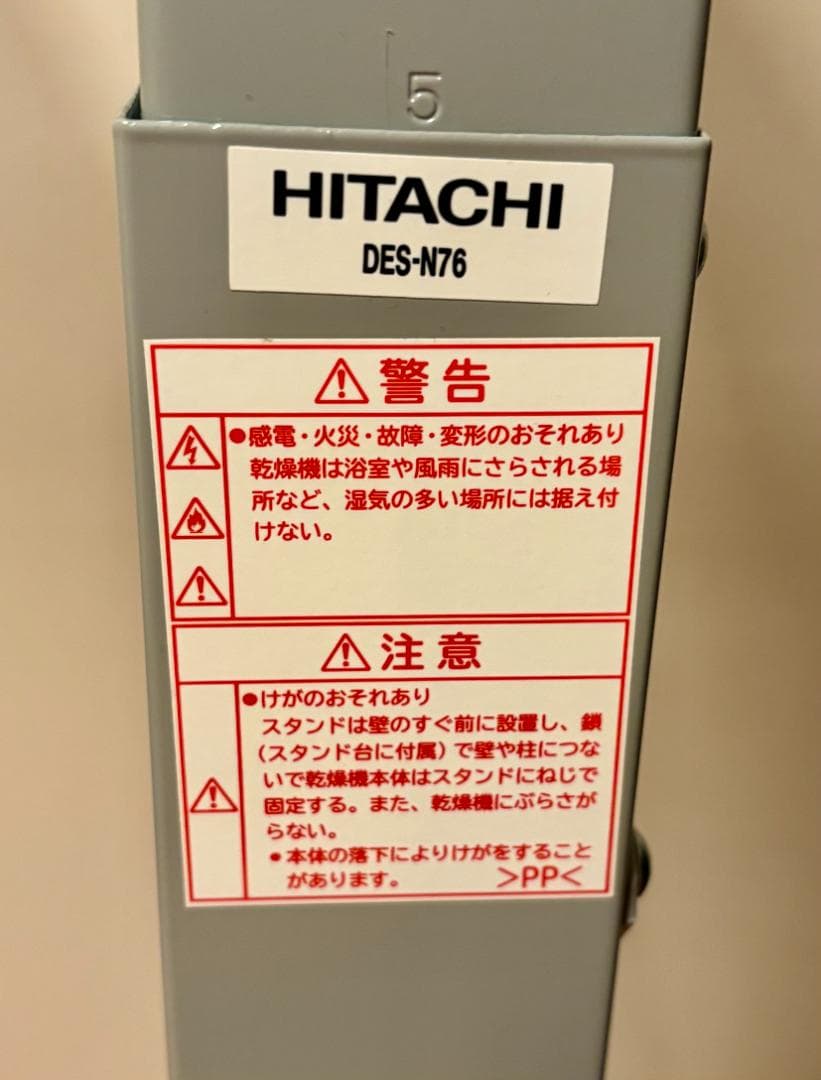 5
HITACHI
DES-N76
警告
●感電・火災・故障・変形のおそれあり
乾燥機は浴室や風雨にさらされる場
所など、湿気の多い場所には据え付
けない。
注意
●けがのおそれあり
スタンドは壁のすぐ前に設置し、鎖
(スタンド台に付属)で壁や柱につな
いで乾燥機本体はスタンドにねじで
固定する。また、乾燥機にぶらさが
らない。
●本体の落下によりけがをすること
があります。
>PP<